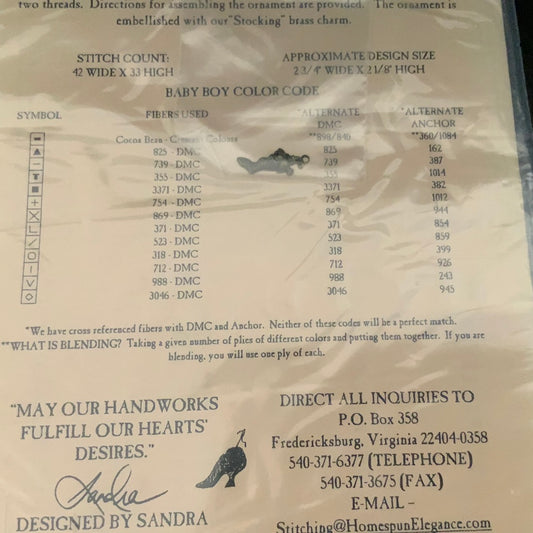 two threads. Directions for assembling the ornament are provided. The ornament is
embellished with our "Stocking" brass charm.
STITCH COUNT:
42 WIDE X 33 HIGH
APPROXIMATE DESIGN SIZE
2 3/4" WIDE X 2 1/8" HIGH
BABY BOY COLOR CODE
SYMBOL FIBERS USED *ALTERNATE DMC *ALTERNATE ANCHOR
Cocoa Bean - Crescent Colours **898/840 **360/1084
825 - DMC 825 162
739 - DMC 739 387
355 - DMC 355 1014
3371 - DMC 3371 382
754 - DMC 754 1012
869 - DMC 869 944
371 - DMC 371 854
523 - DMC 523 859
318 - DMC 318 399
712 - DMC 712 926
988 - DMC 988 243
3046 - DMC 3046 945
*We have cross referenced fibers with DMC and Anchor. Neither of these codes will be a perfect match.
**WHAT IS BLENDING? Taking a given number of plies of different colors and putting them together. If you are
blending, you will use one ply of each.
"MAY OUR HANDWORKS
FULFILL OUR HEARTS'
DESIRES."
Sandra
DESIGNED BY SANDRA
DIRECT ALL INQUIRIES TO
P.O. Box 358
Fredericksburg, Virginia 22404-0358
540-371-6377 (TELEPHONE)
540-371-3675 (FAX)
E-MAIL –
Stitching@HomespunElegance.com